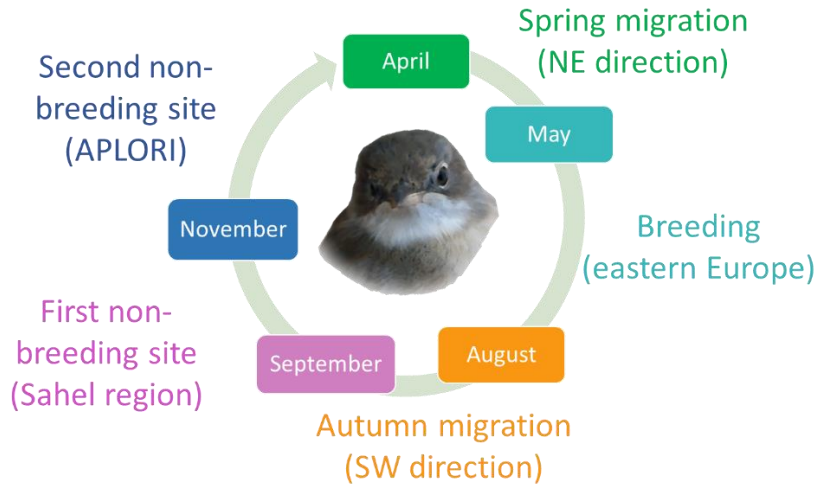 April
Spring migration
(NE direction)
May
Breeding
(eastern Europe)
August
Autumn migration
(SW direction)
September
First non-
breeding site
(Sahel region)
November
Second non-
breeding site
(APLORI)